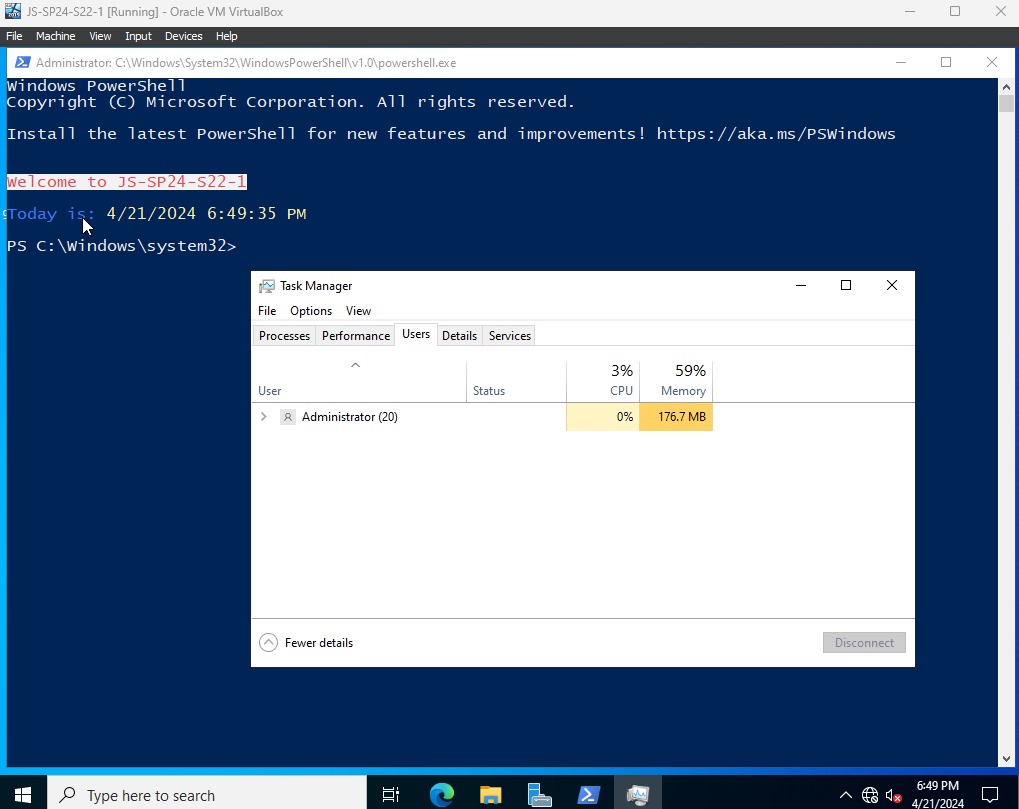 JS-SP24-S22-1 [Running] - Oracle VM VirtualBox
File Machine View Input Devices Help
Administrator: C:\Windows\System32\WindowsPowerShell\v1.0\powershell.exe
Windows PowerShell
Copyright (C) Microsoft Corporation. All rights reserved.
Install the latest PowerShell for new features and improvements! https://aka.ms/PSWindows
Welcome to JS-SP24-S22-1
Today is: 4/21/2024 6:49:35 PM
PS C:\Windows\system32>
Task Manager
File Options View
Processes Performance Users Details Services
3% 59%
User Status CPU Memory
Administrator (20) 0% 176.7 MB
Fewer details Disconnect
Type here to search
6:49 PM
4/21/2024